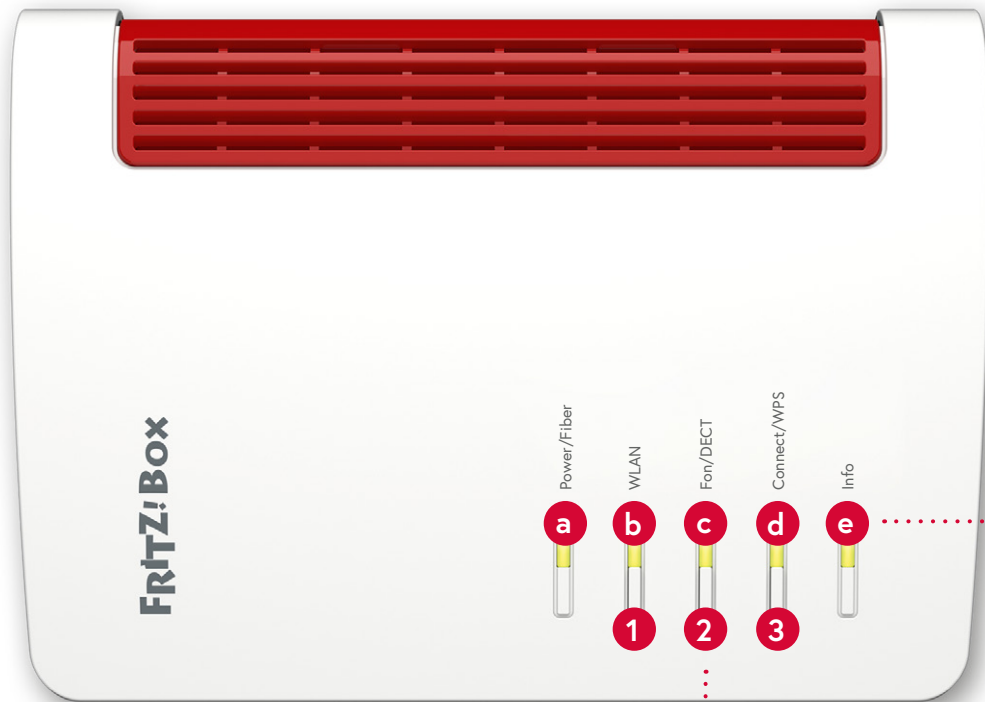 Power/Fiber
WLAN
Fon/DECT
Connect/WPS
Info
FRITZ! BOX
a
b
c
d
e
1
2
3